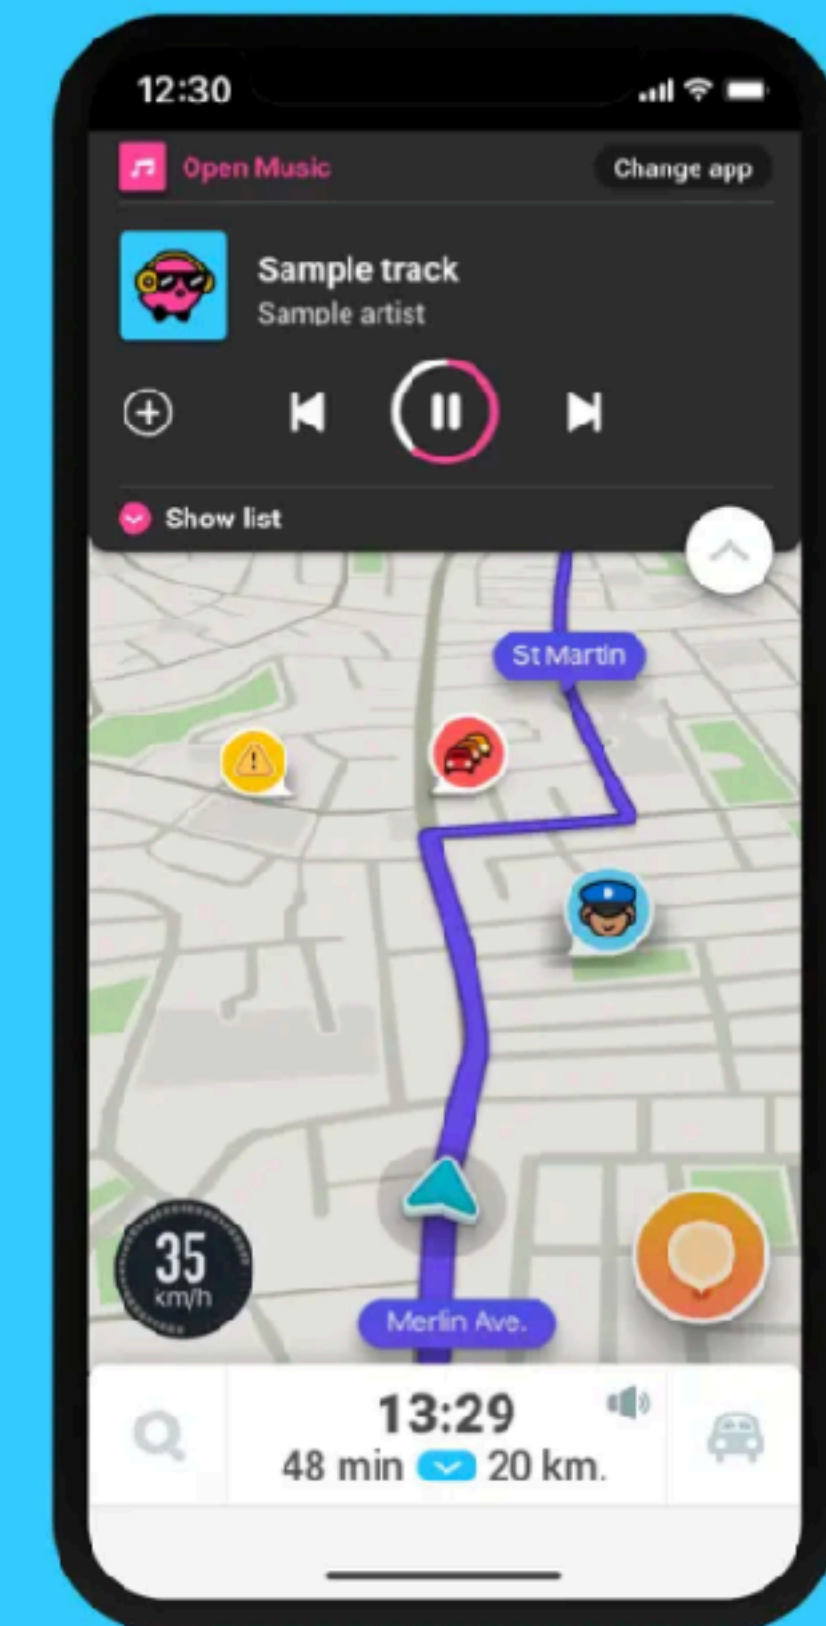 12:30
Open Music
Change app
Sample track
Sample artist
Show list
St Martin
35
km/h
Merlin Ave.
13:29
48 min 20 km.